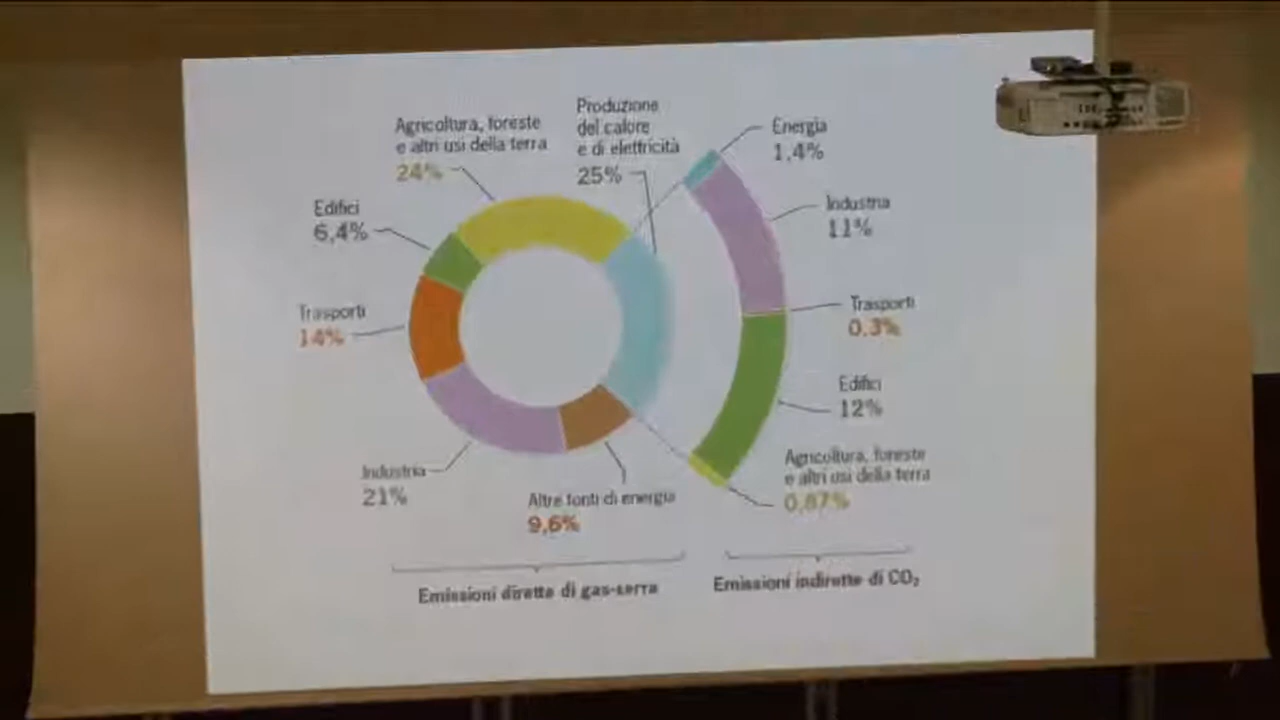 Agricoltura, foreste
e altri usi della terra
24%
Produzione
del calore
e di elettricità
25%
Energia
1,4%
Edifici
6,4%
Industria
11%
Trasporti
14%
Trasporti
0.3%
Edifici
12%
Industria
21%
Altre fonti di energia
9,6%
Agricoltura, foreste
e altri usi della terra
0,87%
Emissioni dirette di gas-serra
Emissioni indirette di CO₂